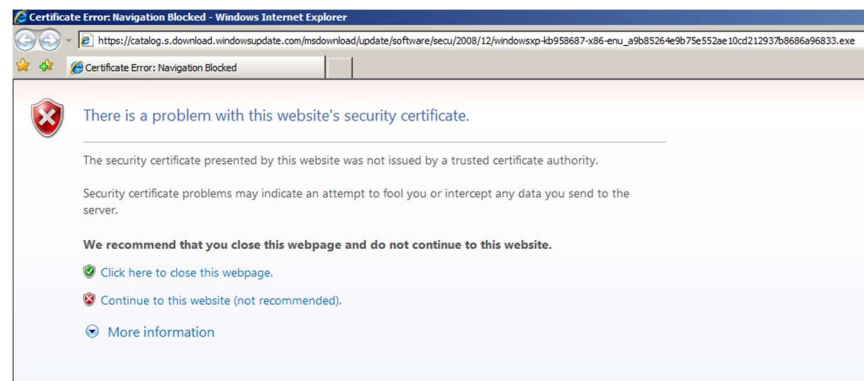 Certificate Error: Navigation Blocked - Windows Internet Explorer
https://catalog.s.download.windowsupdate.com/msdownload/update/software/secu/2008/12/windowsxp-kb958687-x86-enu_a9b85264e9b75e552ae10cd212937b8686a96833.exe
Certificate Error: Navigation Blocked
There is a problem with this website's security certificate.
The security certificate presented by this website was not issued by a trusted certificate authority.
Security certificate problems may indicate an attempt to fool you or intercept any data you send to the
server.
We recommend that you close this webpage and do not continue to this website.
Click here to close this webpage.
Continue to this website (not recommended).
More information